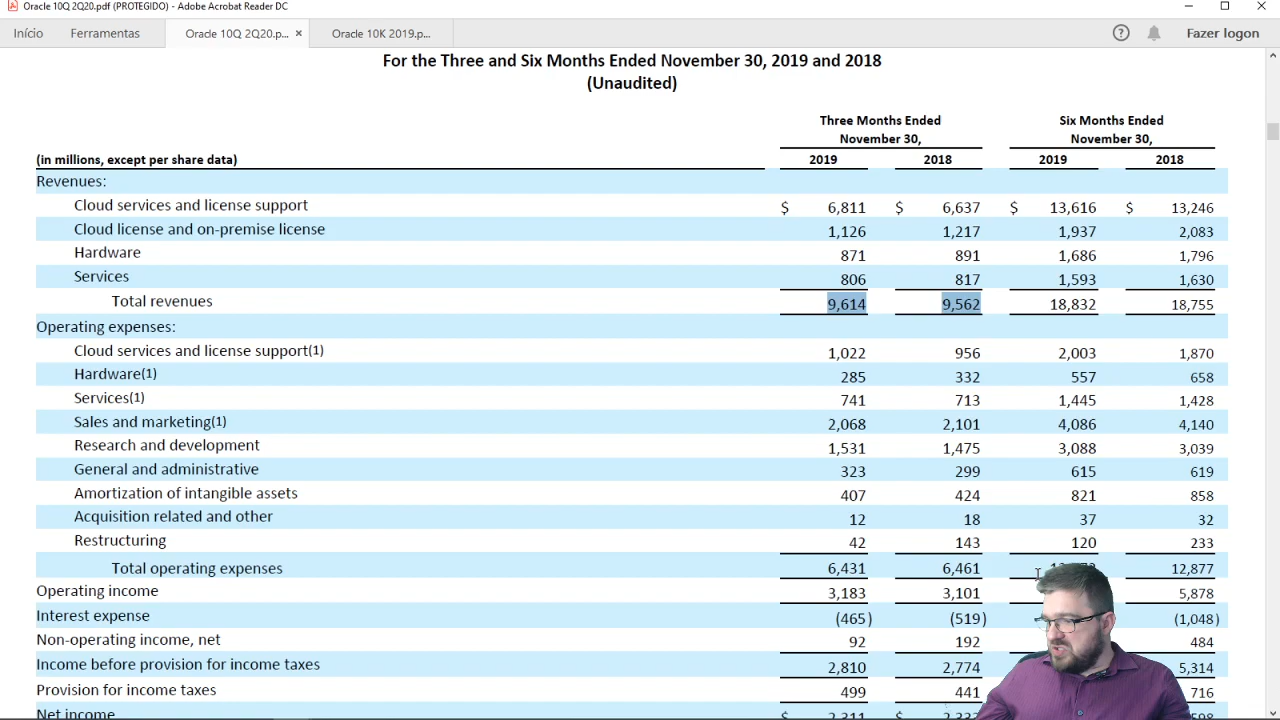 Oracle 10Q 2Q20.pdf (PROTEGIDO) - Adobe Acrobat Reader DC
Início Ferramentas Oracle 10Q 2Q20.p... × Oracle 10K 2019.p... Fazer logon
For the Three and Six Months Ended November 30, 2019 and 2018
(Unaudited)
Three Months Ended Six Months Ended
November 30, November 30,
(in millions, except per share data) 2019 2018 2019 2018
Revenues:
Cloud services and license support $ 6,811 $ 6,637 $ 13,616 $ 13,246
Cloud license and on-premise license 1,126 1,217 1,937 2,083
Hardware 871 891 1,686 1,796
Services 806 817 1,593 1,630
Total revenues 9,614 9,562 18,832 18,755
Operating expenses:
Cloud services and license support(1) 1,022 956 2,003 1,870
Hardware(1) 285 332 557 658
Services(1) 741 713 1,445 1,428
Sales and marketing(1) 2,068 2,101 4,086 4,140
Research and development 1,531 1,475 3,088 3,039
General and administrative 323 299 615 619
Amortization of intangible assets 407 424 821 858
Acquisition related and other 12 18 37 32
Restructuring 42 143 120 233
Total operating expenses 6,431 6,461 12,877
Operating income 3,183 3,101 5,878
Interest expense (465) (519) (1,048)
Non-operating income, net 92 192 484
Income before provision for income taxes 2,810 2,774 5,314
Provision for income taxes 499 441 716
Net income $ 2,311 $